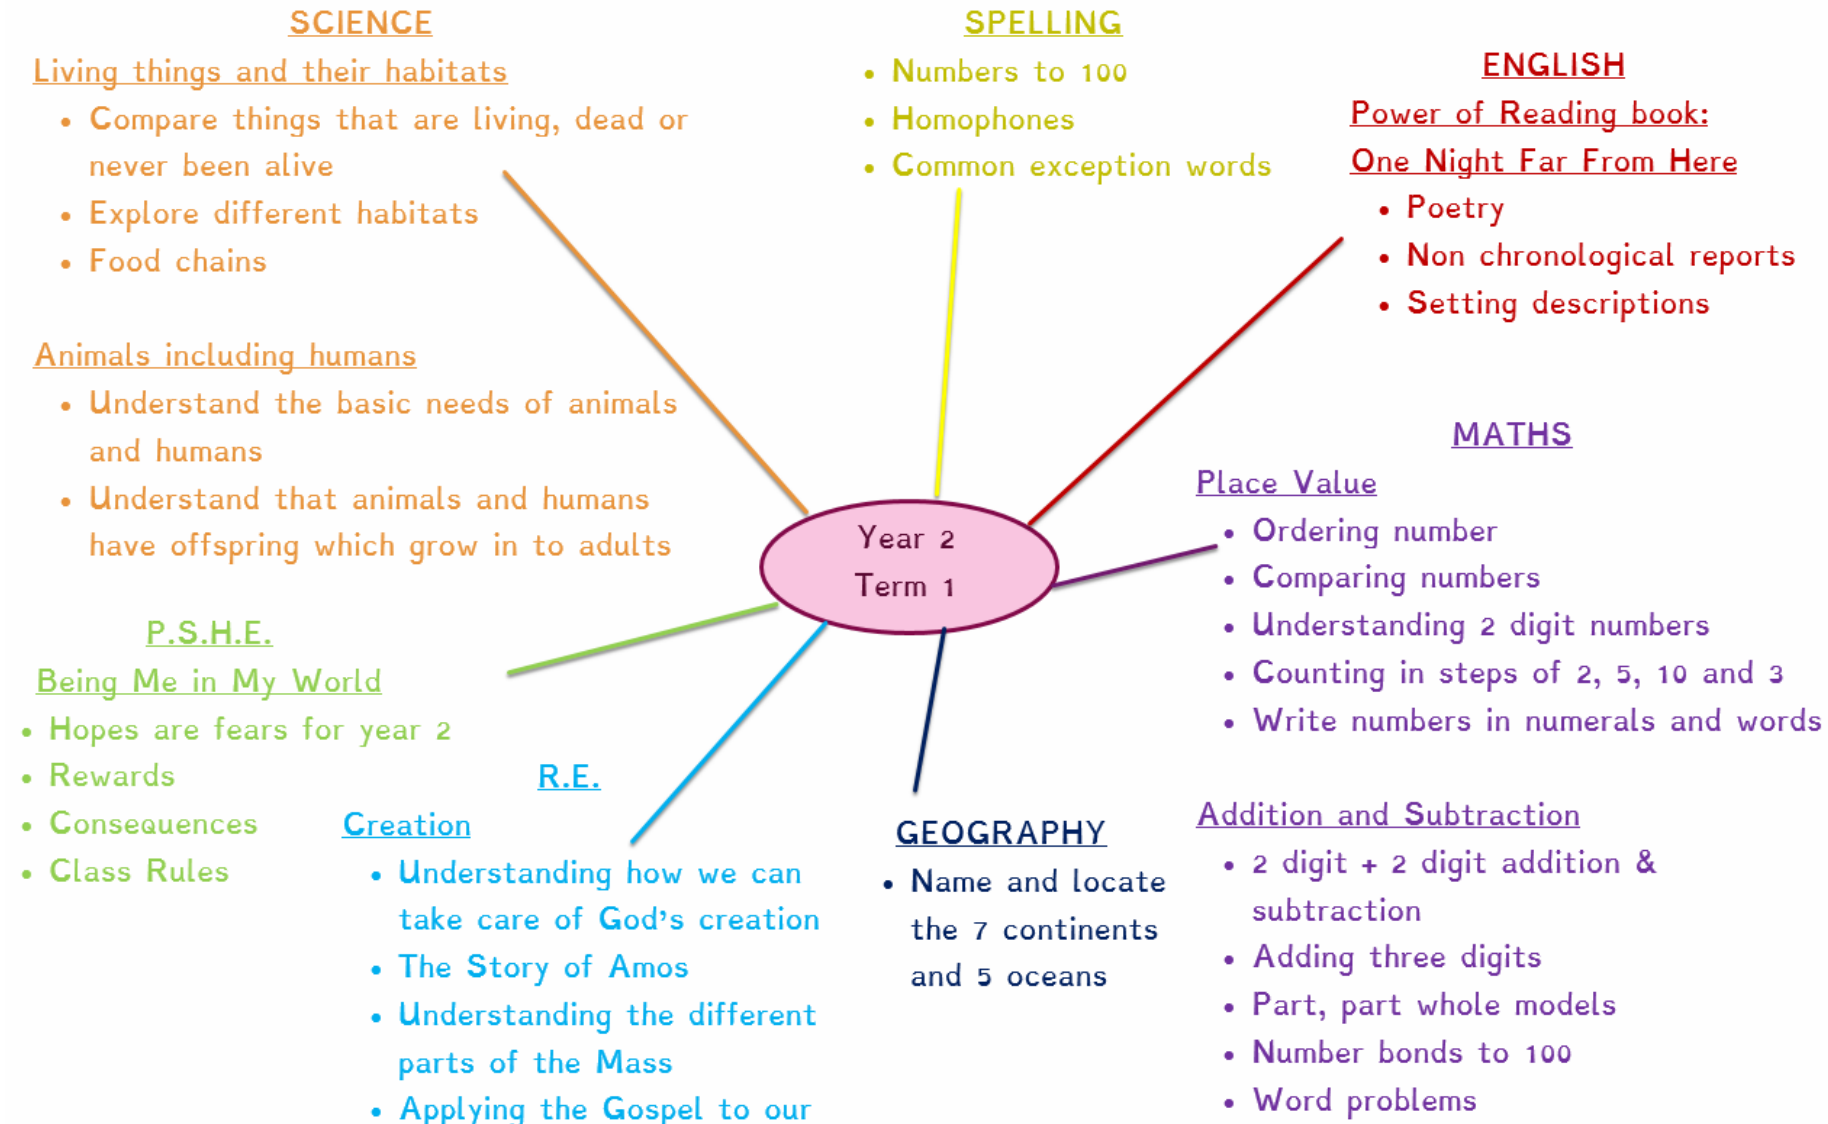 SCIENCE
Living things and their habitats
• Compare things that are living, dead or
never been alive
• Explore different habitats
• Food chains
Animals including humans
• Understand the basic needs of animals
and humans
• Understand that animals and humans
have offspring which grow in to adults
SPELLING
• Numbers to 100
• Homophones
• Common exception words
ENGLISH
Power of Reading book:
One Night Far From Here
• Poetry
• Non chronological reports
• Setting descriptions
Year 2
Term 1
MATHS
Place Value
• Ordering number
• Comparing numbers
• Understanding 2 digit numbers
• Counting in steps of 2, 5, 10 and 3
• Write numbers in numerals and words
Addition and Subtraction
• 2 digit + 2 digit addition &
subtraction
• Adding three digits
• Part, part whole models
• Number bonds to 100
• Word problems
P.S.H.E.
Being Me in My World
• Hopes are fears for year 2
• Rewards
• Consequences
• Class Rules
R.E.
Creation
• Understanding how we can
take care of God's creation
• The Story of Amos
• Understanding the different
parts of the Mass
• Applying the Gospel to our
GEOGRAPHY
• Name and locate
the 7 continents
and 5 oceans